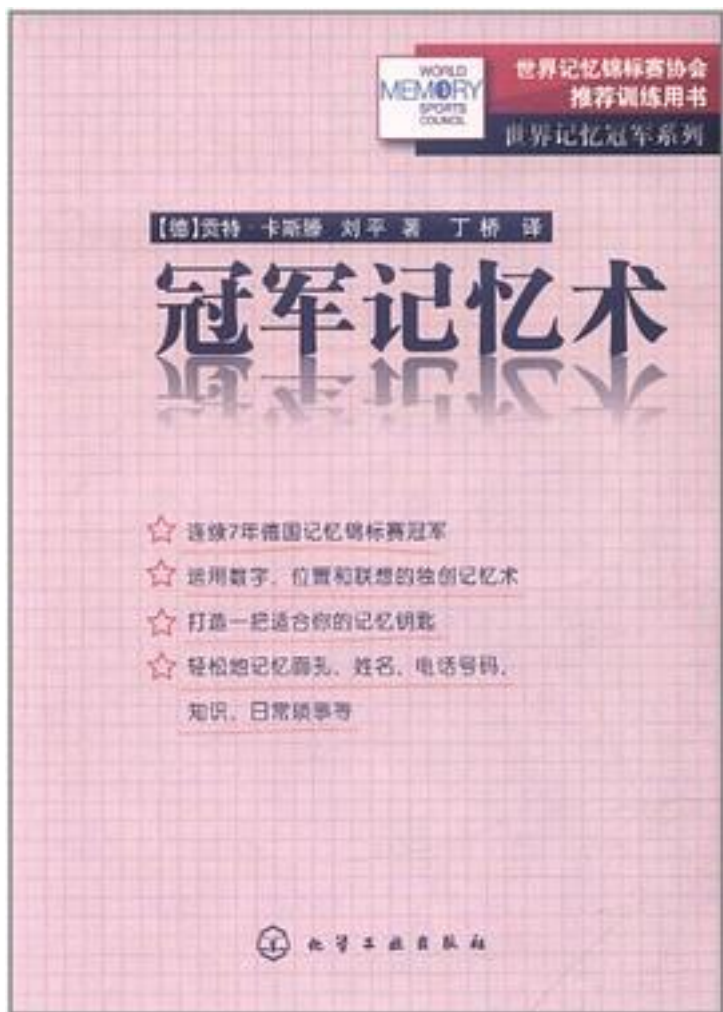 WORLD
MEMORY
SPORTS
COUNCIL
世界记忆锦标赛协会
推荐训练用书
世界记忆冠军系列
【德】贡特·卡斯滕 刘平 著 丁桥 译
冠军记忆术
连续7年德国记忆锦标赛冠军
运用数字、位置和联想的独创记忆术
打造一把适合你的记忆钥匙
轻松地记忆面孔、姓名、电话号码、
知识、日常琐事等
化学工业出版社